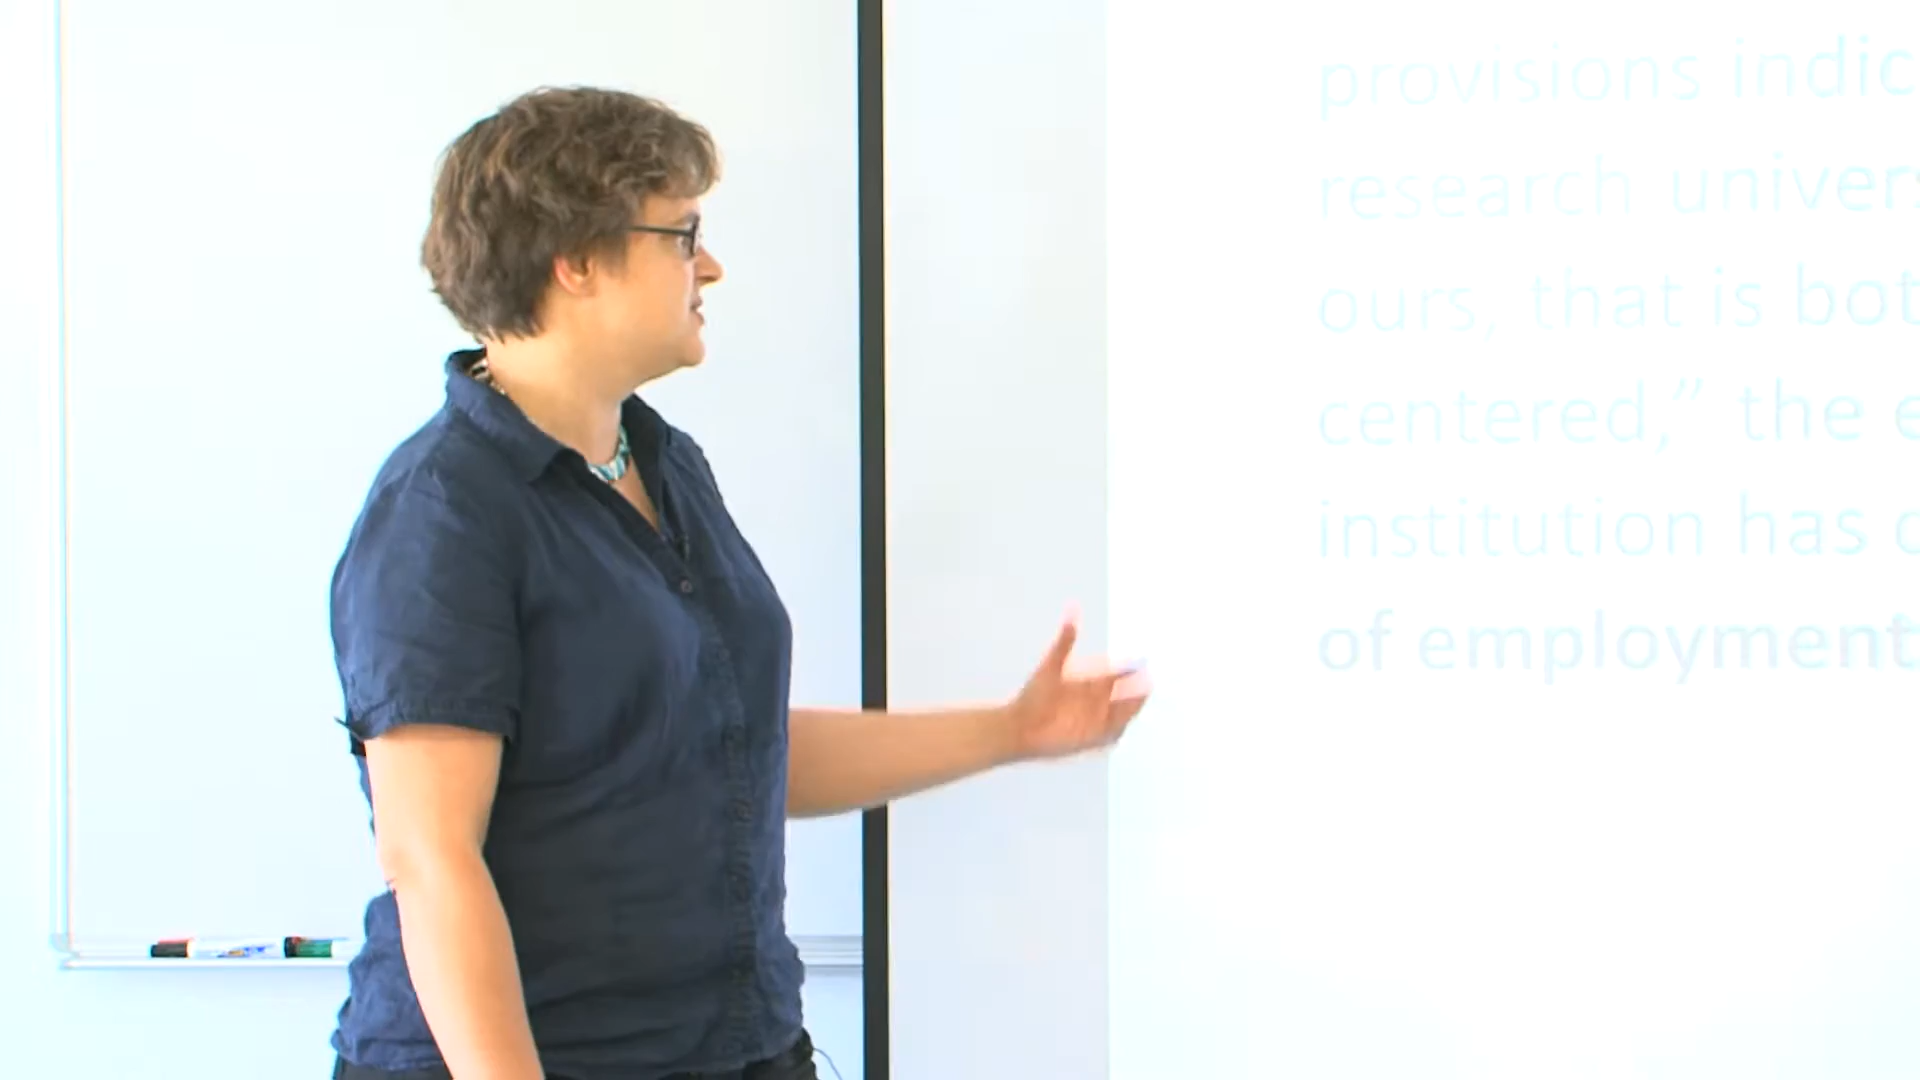 provisions indic
research univers
ours, that is bot
centered,” the e
institution has
of employment